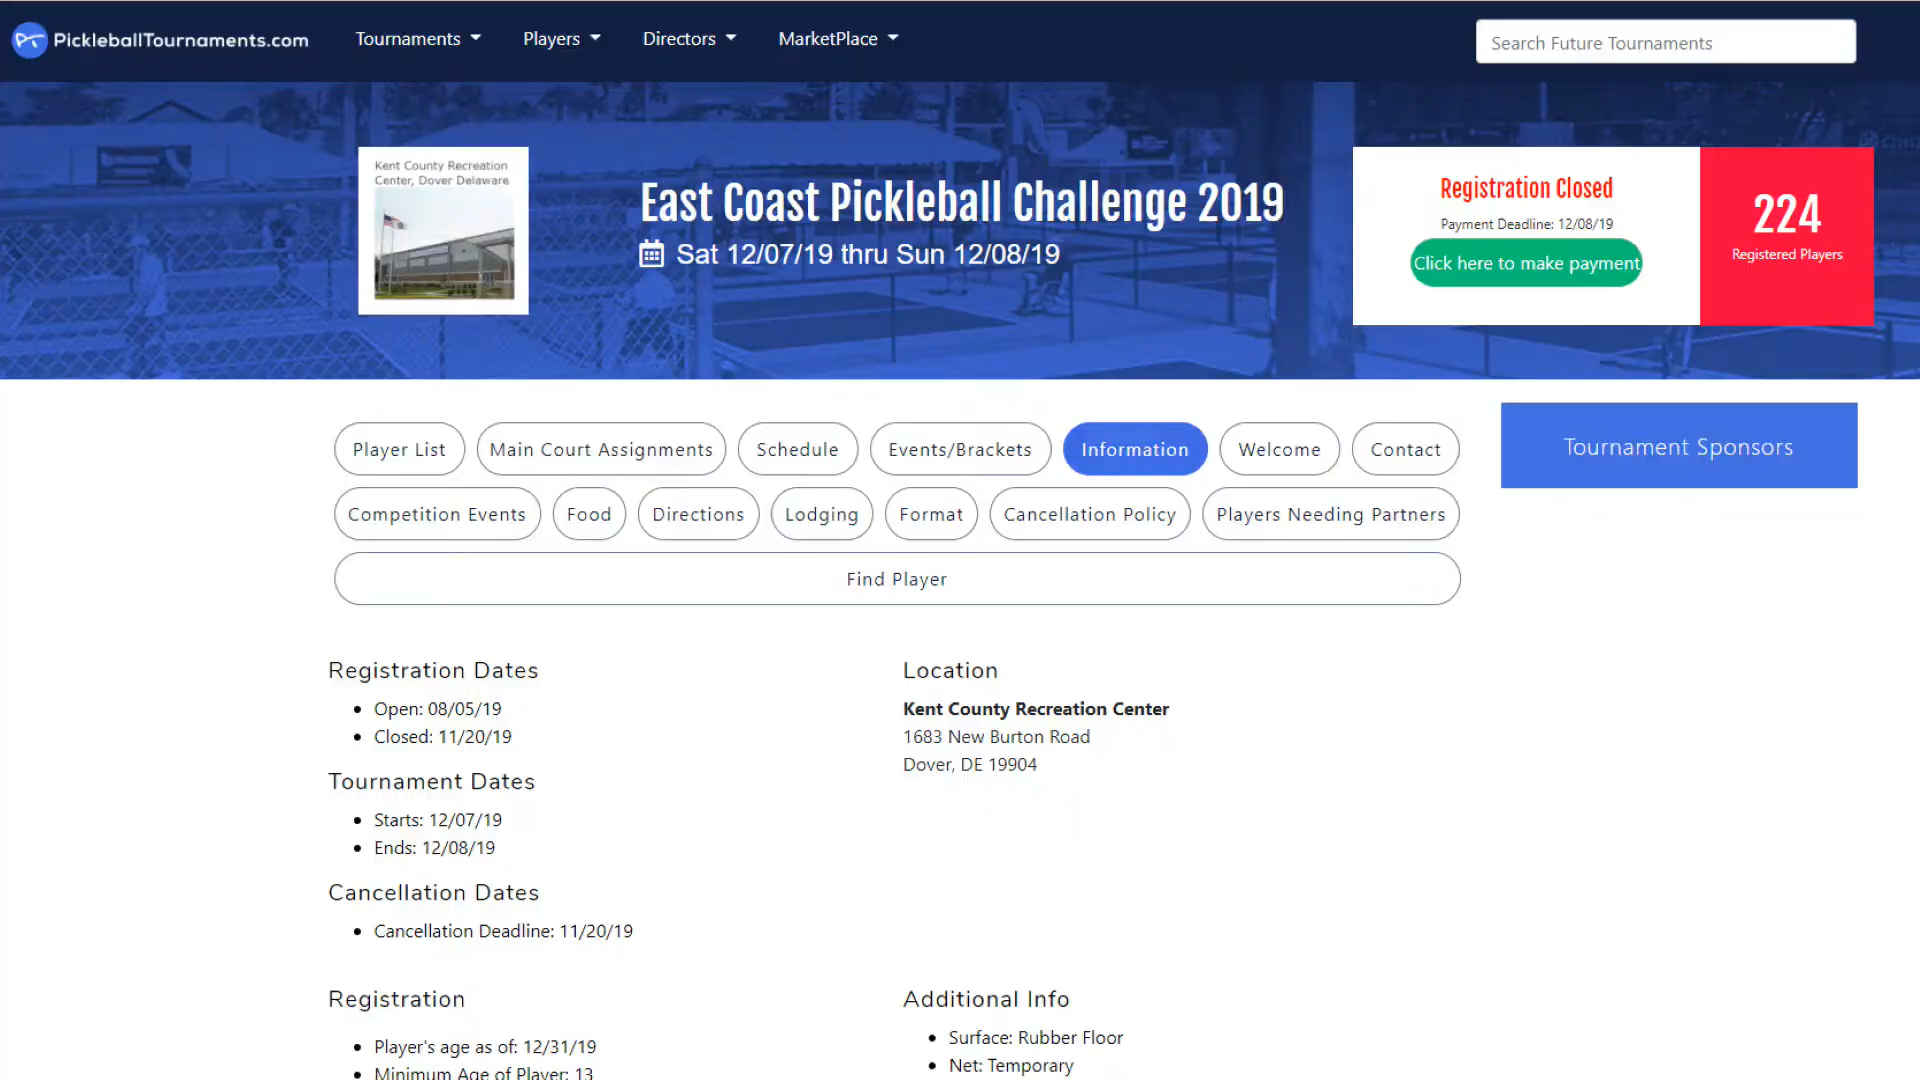 PickleballTournaments.com
Tournaments
Players
Directors
MarketPlace
Search Future Tournaments
Kent County Recreation
Center, Dover Delaware
East Coast Pickleball Challenge 2019
Sat 12/07/19 thru Sun 12/08/19
Registration Closed
Payment Deadline: 12/08/19
Click here to make payment
224
Registered Players
Player List
Main Court Assignments
Schedule
Events/Brackets
Information
Welcome
Contact
Tournament Sponsors
Competition Events
Food
Directions
Lodging
Format
Cancellation Policy
Players Needing Partners
Find Player
Registration Dates
Open: 08/05/19
Closed: 11/20/19
Tournament Dates
Starts: 12/07/19
Ends: 12/08/19
Cancellation Dates
Cancellation Deadline: 11/20/19
Location
Kent County Recreation Center
1683 New Burton Road
Dover, DE 19904
Registration
Player's age as of: 12/31/19
Minimum Age of Player: 13
Additional Info
Surface: Rubber Floor
Net: Temporary